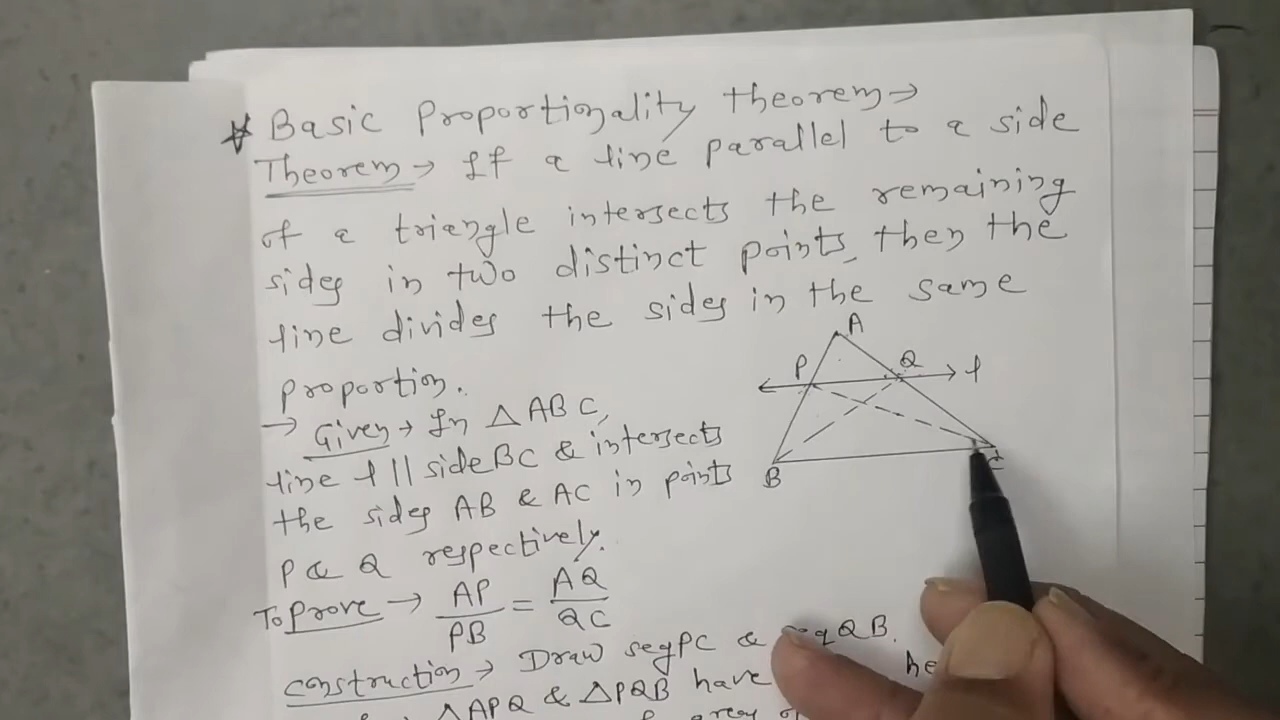 * Basic Proportionality theorem →
Theorem → If a line parallel to a side
of a triangle intersects the remaining
sides in two distinct points, then the
line divides the sides in the same
proportion.
→ Given → In △ABC,
line l || side BC & intersects
the sides AB & AC in points
P & Q respectively.
To prove → AP/PB = AQ/QC
construction → Draw seg PC & seg QB.
△APQ & △PQB have
A
P
Q
l
B
C